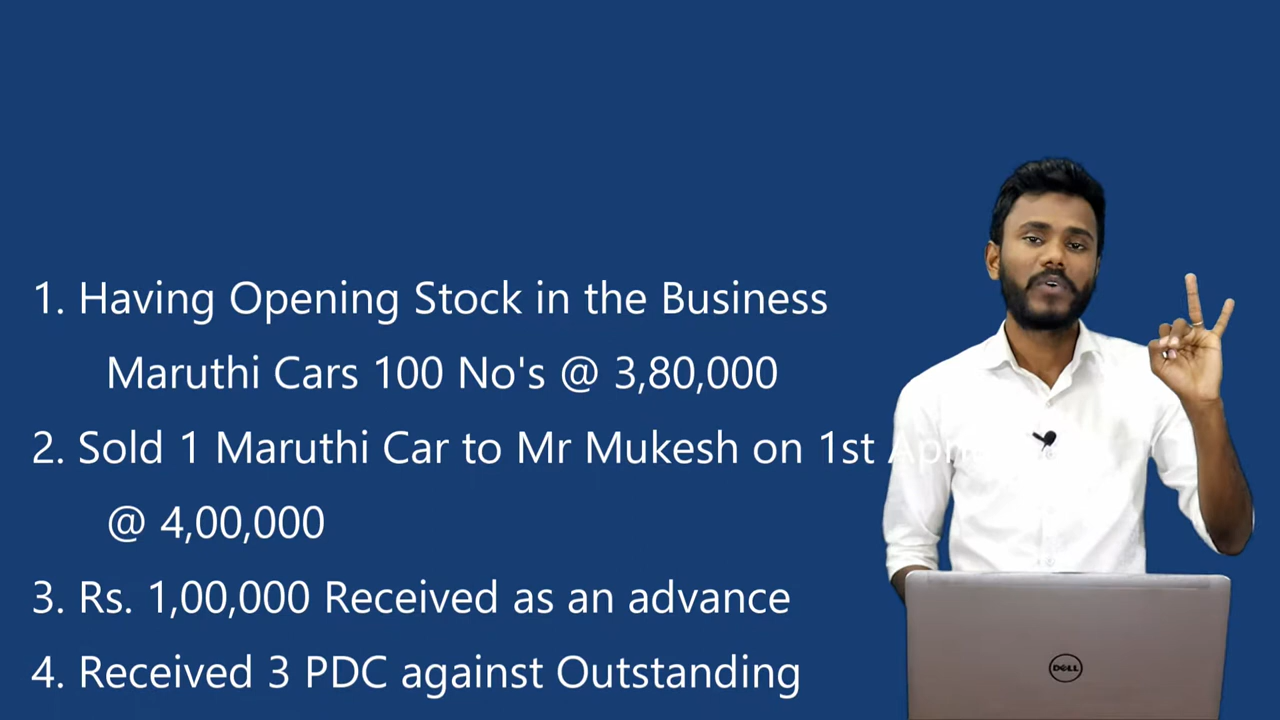 1. Having Opening Stock in the Business
Maruthi Cars 100 No's @ 3,80,000
2. Sold 1 Maruthi Car to Mr Mukesh on 1st
@ 4,00,000
3. Rs. 1,00,000 Received as an advance
4. Received 3 PDC against Outstanding
DELL